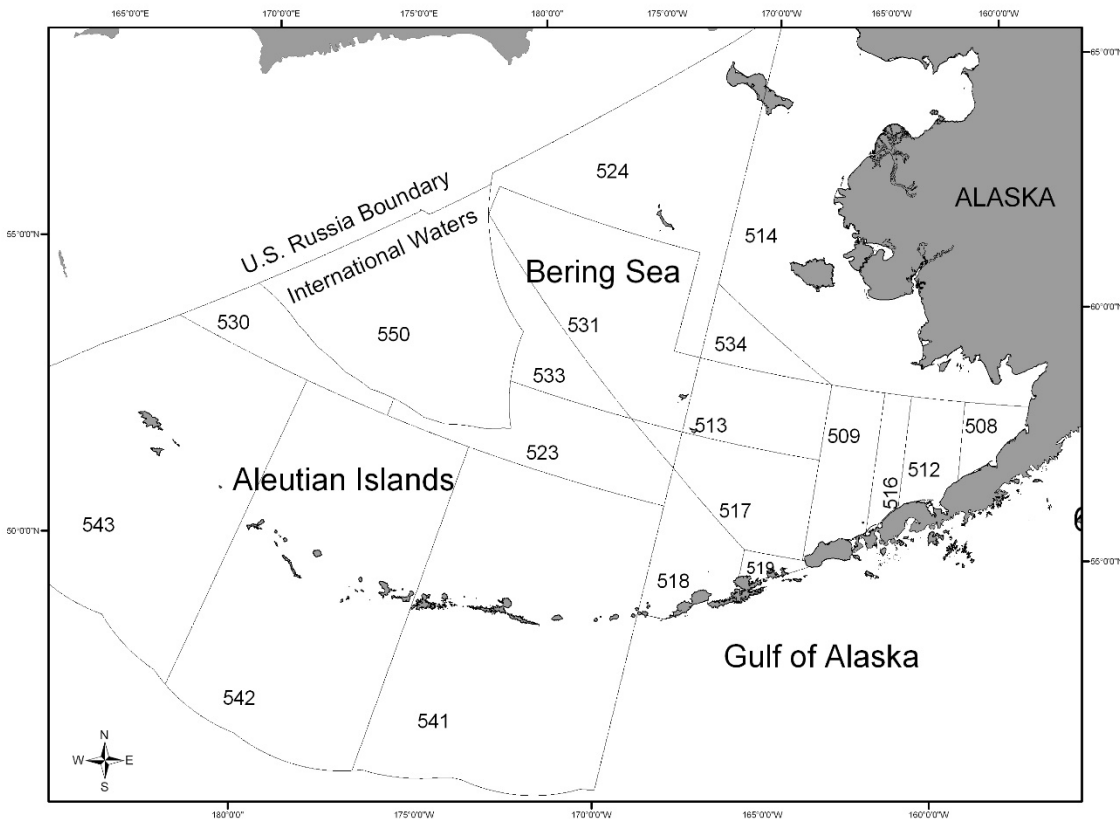 165°0'0"E
170°0'0"E
175°0'0"E
180°0'0"
175°0'0"W
170°0'0"W
165°0'0"W
160°0'0"W
65°0'0"N
524
ALASKA
U.S. Russia Boundary
514
55°0'0"N
International Waters
Bering Sea
60°0'0"N
530
550
531
534
533
513
509
508
523
512
Aleutian Islands
516
543
517
50°0'0"N
518
519
55°0'0"N
Gulf of Alaska
542
541
N
W
E
S
180°0'0"
175°0'0"W
170°0'0"W
165°0'0"W
160°0'0"W